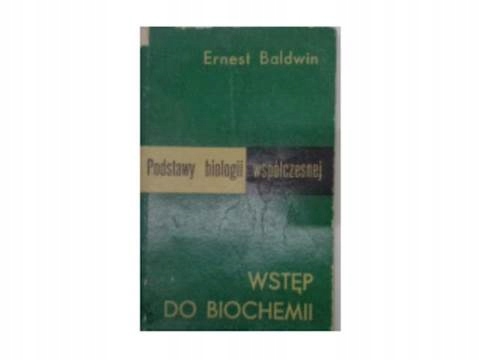 Ernest Baldwin
Podstawy biologii współczesnej
WSTĘP
DO BIOCHEMII